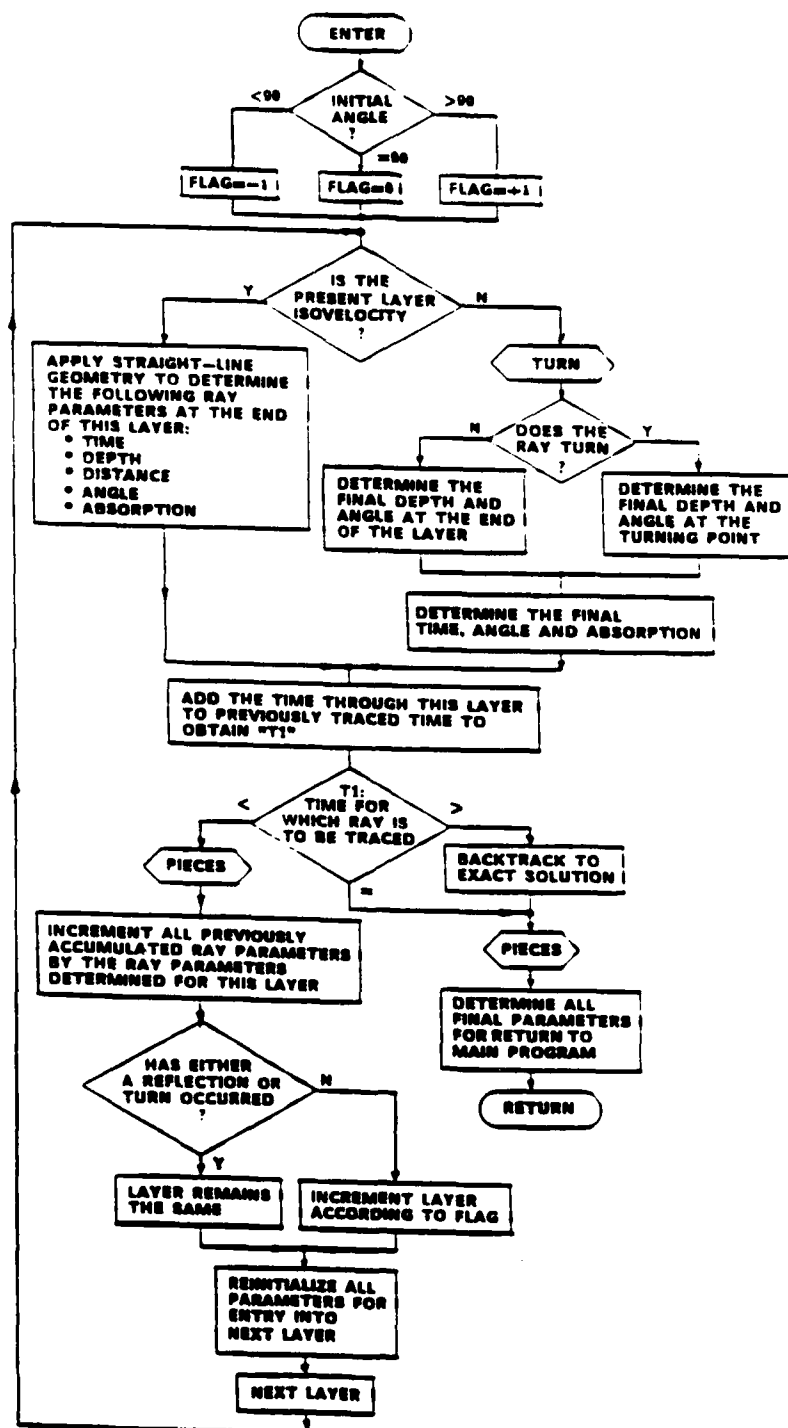 ENTER
<90
INITIAL
ANGLE
?
>90
=90
FLAG=-1
FLAG=0
FLAG=+1
Y
IS THE
PRESENT LAYER
ISOVELOCITY
?
N
APPLY STRAIGHT-LINE
GEOMETRY TO DETERMINE
THE FOLLOWING RAY
PARAMETERS AT THE END
OF THIS LAYER:
• TIME
• DEPTH
• DISTANCE
• ANGLE
• ABSORPTION
TURN
N
DOES THE
RAY TURN
?
Y
DETERMINE THE
FINAL DEPTH AND
ANGLE AT THE END
OF THE LAYER
DETERMINE THE
FINAL DEPTH AND
ANGLE AT THE
TURNING POINT
DETERMINE THE FINAL
TIME, ANGLE AND ABSORPTION
ADD THE TIME THROUGH THIS LAYER
TO PREVIOUSLY TRACED TIME TO
OBTAIN "T1"
<
T1:
TIME FOR
WHICH RAY IS
TO BE TRACED
>
=
PIECES
BACKTRACK TO
EXACT SOLUTION
INCREMENT ALL PREVIOUSLY
ACCUMULATED RAY PARAMETERS
BY THE RAY PARAMETERS
DETERMINED FOR THIS LAYER
PIECES
DETERMINE ALL
FINAL PARAMETERS
FOR RETURN TO
MAIN PROGRAM
RETURN
HAS EITHER
A REFLECTION OR
TURN OCCURRED
?
N
Y
LAYER REMAINS
THE SAME
INCREMENT LAYER
ACCORDING TO FLAG
REINITIALIZE ALL
PARAMETERS FOR
ENTRY INTO
NEXT LAYER
NEXT LAYER